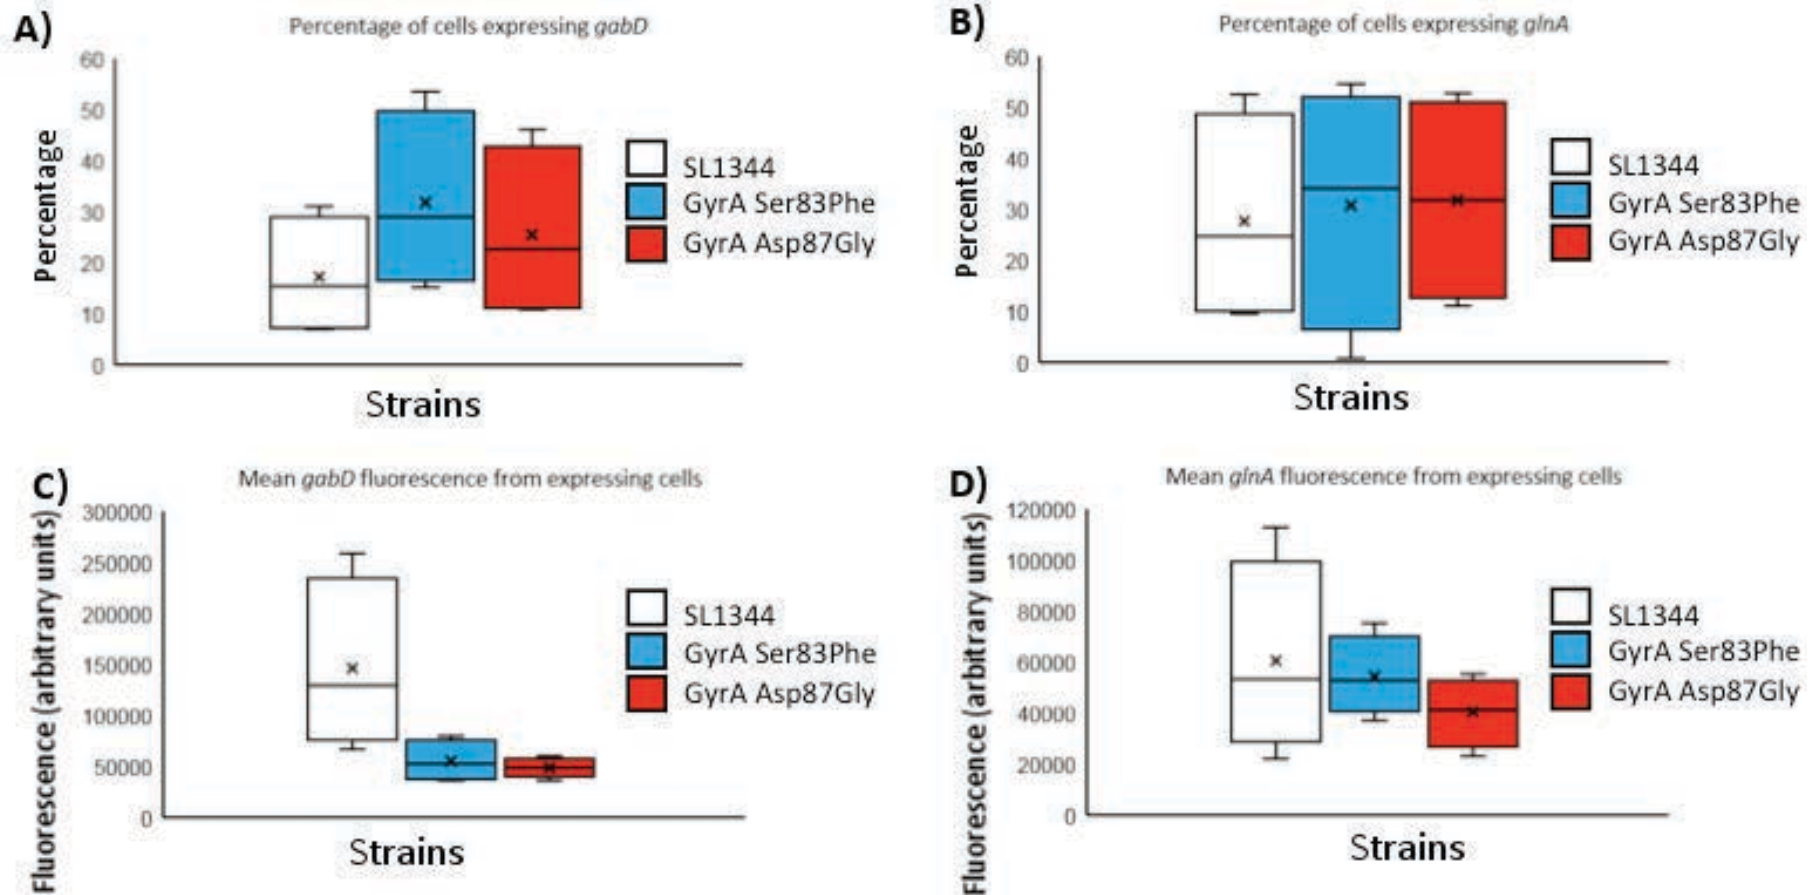 A)
Percentage of cells expressing gabD
60
50
40
30
20
10
0
Percentage
Strains
SL1344
GyrA Ser83Phe
GyrA Asp87Gly
B)
Percentage of cells expressing glnA
60
50
40
30
20
10
0
Percentage
Strains
SL1344
GyrA Ser83Phe
GyrA Asp87Gly
C)
Mean gabD fluorescence from expressing cells
300000
250000
200000
150000
100000
50000
0
Fluorescence (arbitrary units)
Strains
SL1344
GyrA Ser83Phe
GyrA Asp87Gly
D)
Mean glnA fluorescence from expressing cells
120000
100000
80000
60000
40000
20000
0
Fluorescence (arbitrary units)
Strains
SL1344
GyrA Ser83Phe
GyrA Asp87Gly